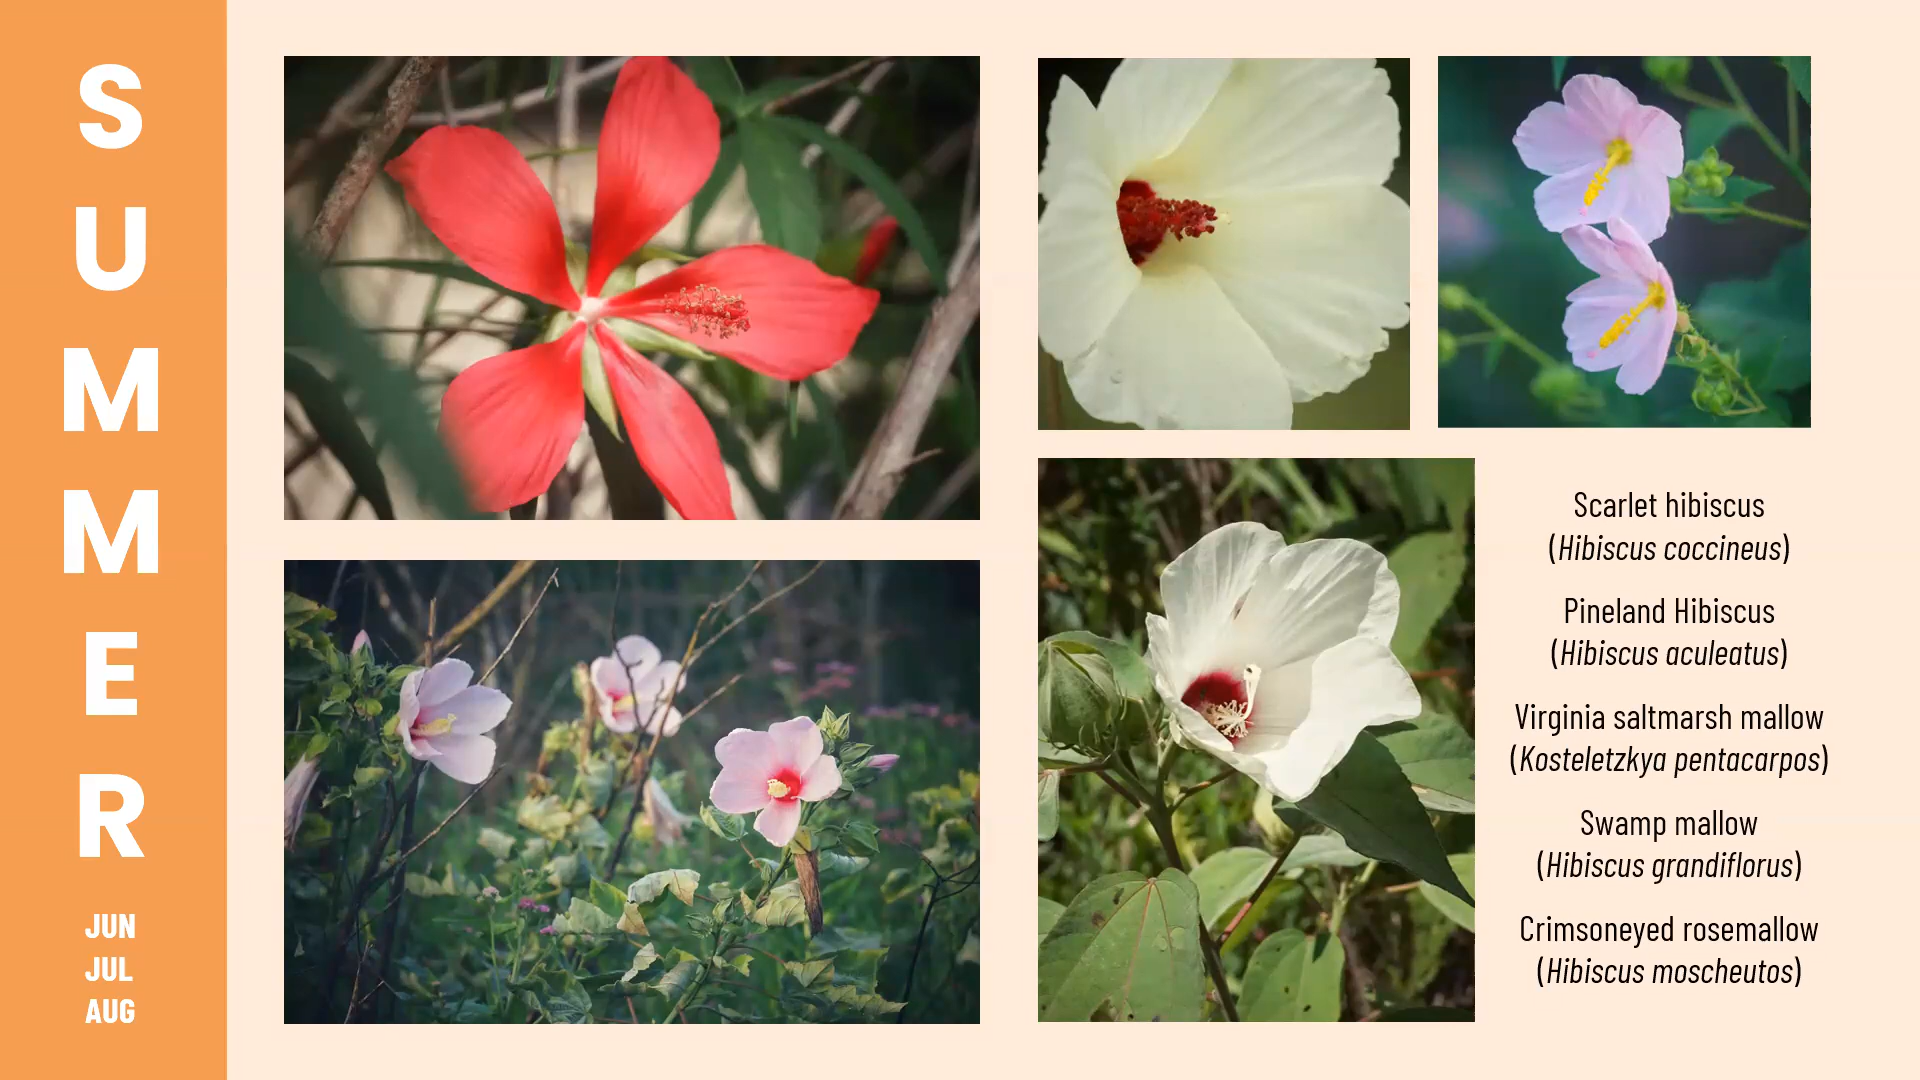 SUMMER
JUN
JUL
AUG
Scarlet hibiscus
(Hibiscus coccineus)
Pineland Hibiscus
(Hibiscus aculeatus)
Virginia saltmarsh mallow
(Kosteletzkya pentacarpos)
Swamp mallow
(Hibiscus grandiflorus)
Crimsoneyed rosemallow
(Hibiscus moscheutos)